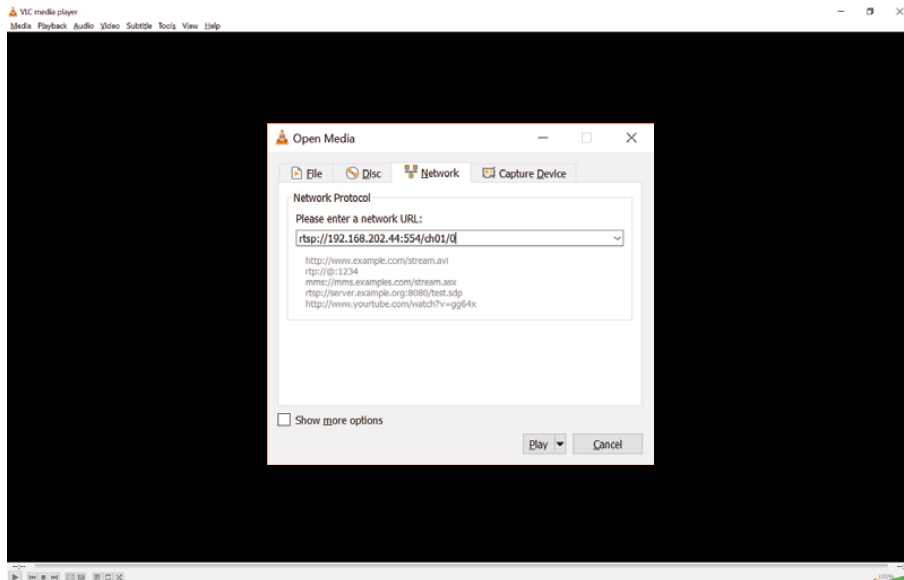 VLC media player
Media Playback Audio Video Subtitle Tools View Help
Open Media
File Disc Network Capture Device
Network Protocol
Please enter a network URL:
rtsp://192.168.202.44:554/ch01/0
http://www.example.com/stream.avi
rtp://@:1234
mms://mms.examples.com/stream.asx
rtsp://server.example.org:8080/test.sdp
http://www.yourtube.com/watch?v=gg64x
Show more options
Play Cancel
--:-- --:--
100%